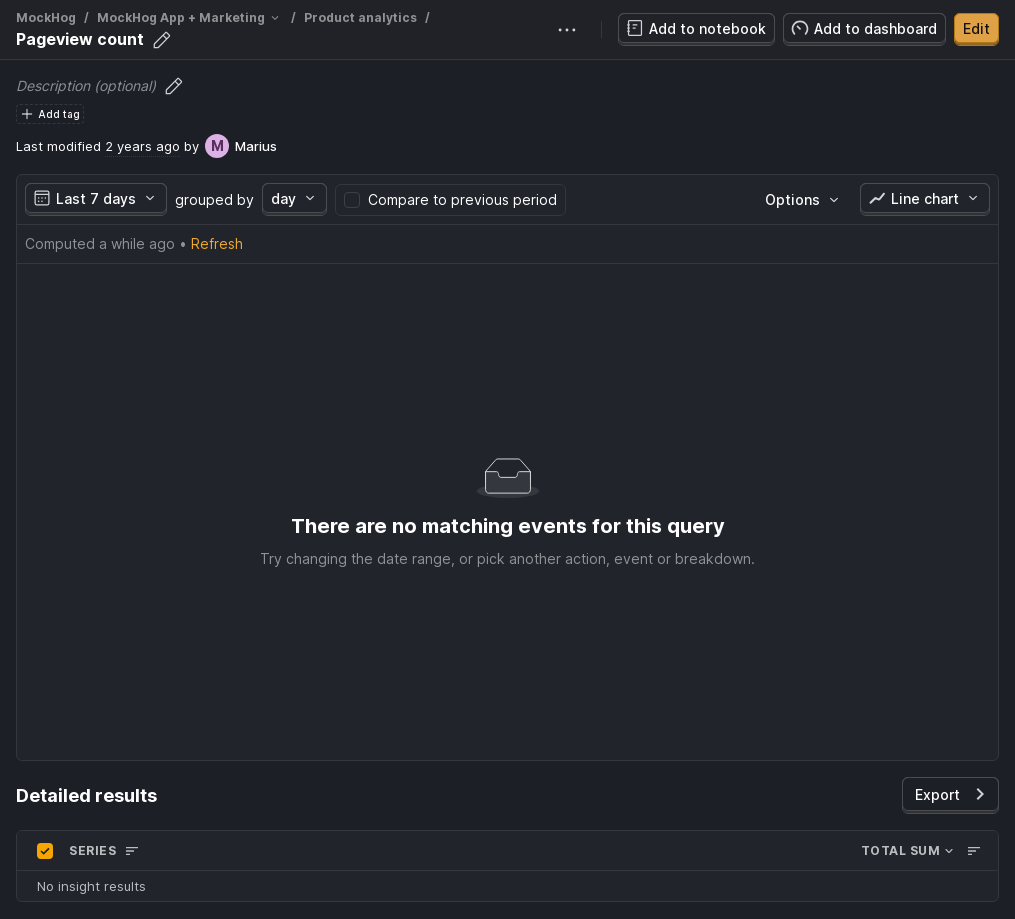 MockHog / MockHog App + Marketing / Product analytics /
Pageview count
Add to notebook
Add to dashboard
Edit
Description (optional)
Add tag
Last modified 2 years ago by M Marius
Last 7 days grouped by day Compare to previous period Options Line chart
Computed a while ago • Refresh
There are no matching events for this query
Try changing the date range, or pick another action, event or breakdown.
Detailed results
Export
SERIES TOTAL SUM
No insight results